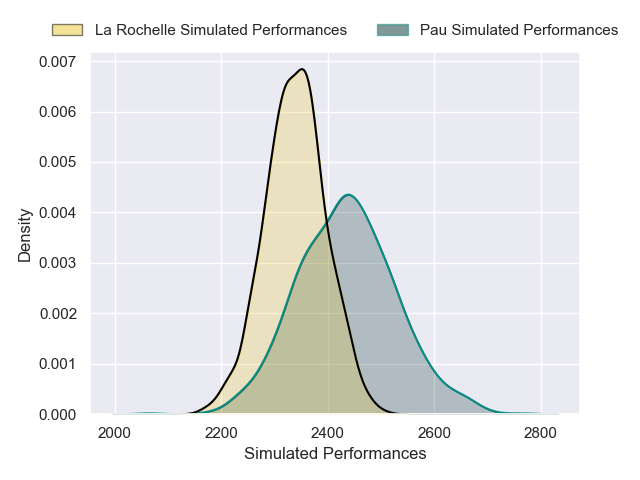 La Rochelle Simulated Performances
Pau Simulated Performances
0.007
0.006
0.005
0.004
0.003
0.002
0.001
0.000
Density
2000 2200 2400 2600 2800
Simulated Performances